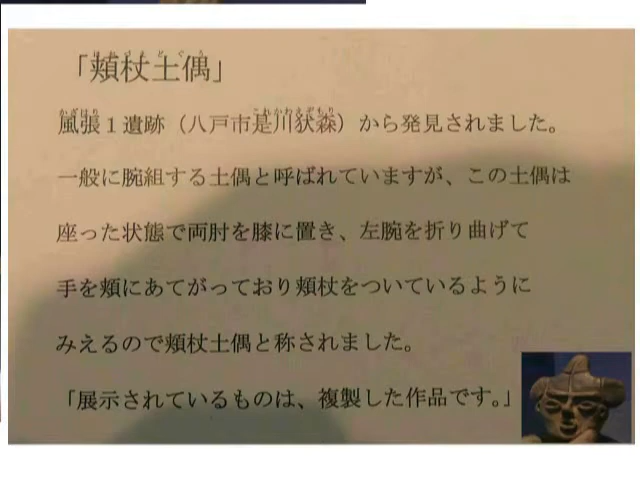 「頬杖土偶」
風張１遺跡（八戸市是川狄森）から発見されました。
一般に腕組する土偶と呼ばれていますが、この土偶は
座った状態で両肘を膝に置き、左腕を折り曲げて
手を頬にあてがっており頬杖をついているように
みえるので頬杖土偶と称されました。
「展示されているものは、複製した作品です。」